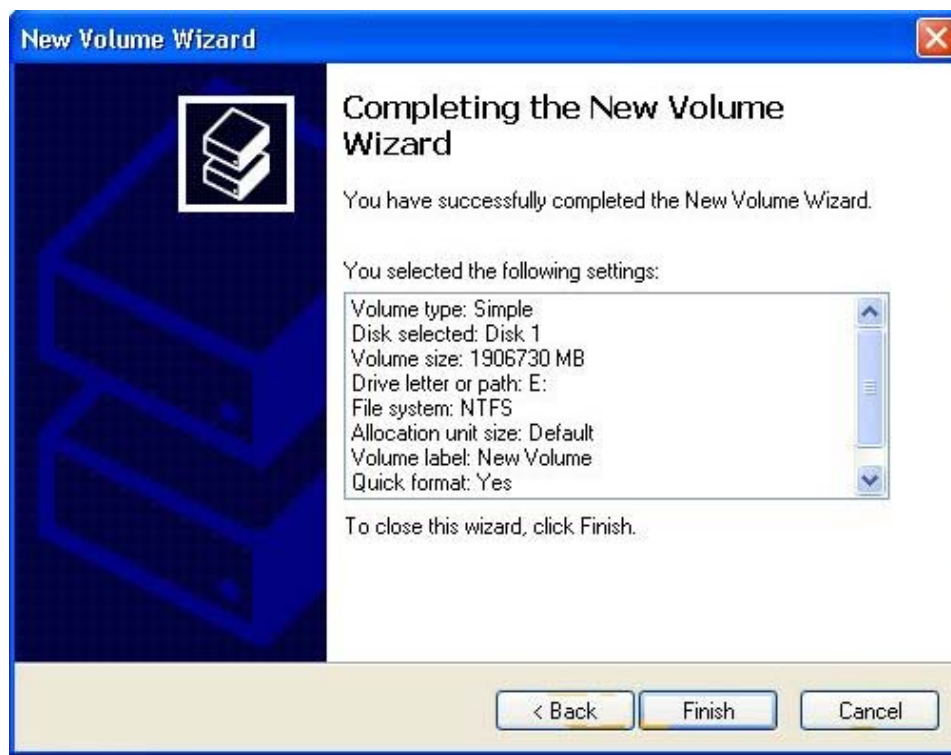 New Volume Wizard
Completing the New Volume
Wizard
You have successfully completed the New Volume Wizard.
You selected the following settings:
Volume type: Simple
Disk selected: Disk 1
Volume size: 1906730 MB
Drive letter or path: E:
File system: NTFS
Allocation unit size: Default
Volume label: New Volume
Quick format: Yes
To close this wizard, click Finish.
< Back
Finish
Cancel